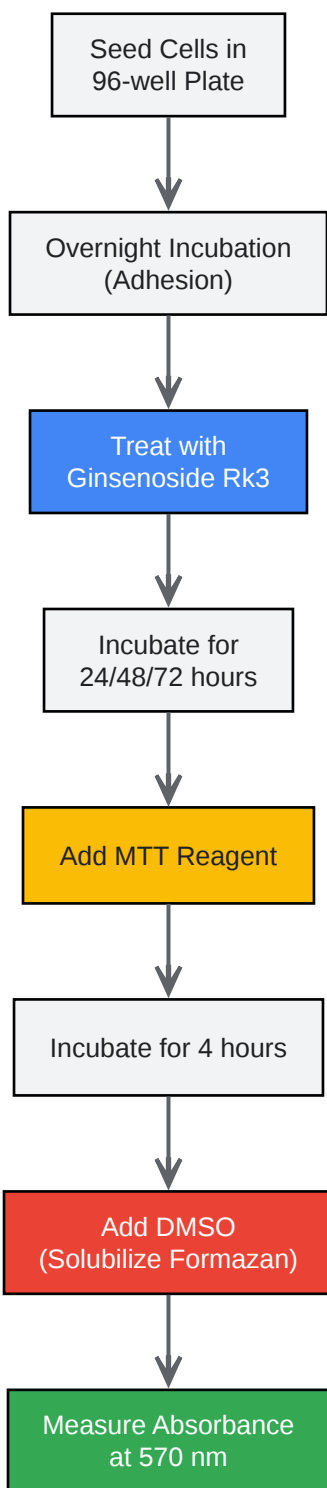 Seed Cells in
96-well Plate
Overnight Incubation
(Adhesion)
Treat with
Ginsenoside Rk3
Incubate for
24/48/72 hours
Add MTT Reagent
Incubate for 4 hours
Add DMSO
(Solubilize Formazan)
Measure Absorbance
at 570 nm